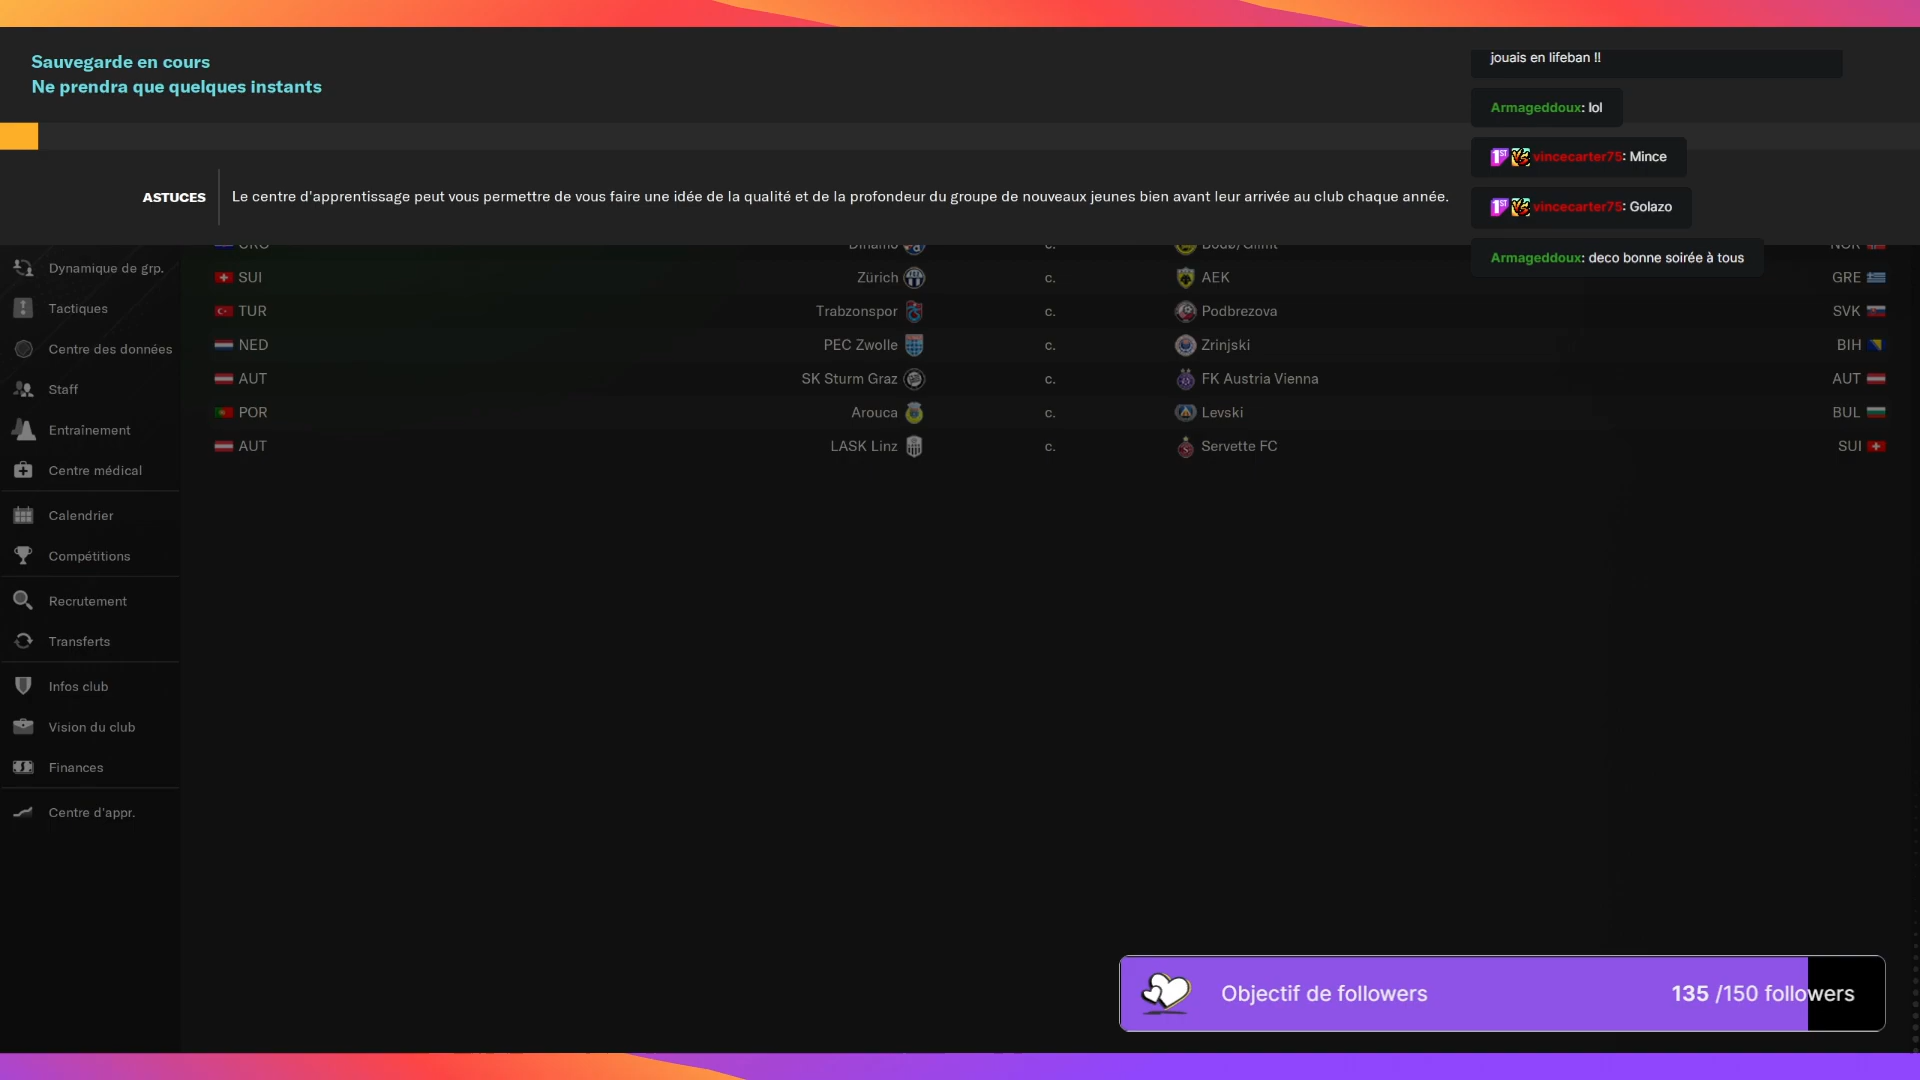 Sauvegarde en cours
Ne prendra que quelques instants
jouais en lifeban !!
Armageddoux: lol
vincecarter75: Mince
ASTUCES Le centre d'apprentissage peut vous permettre de vous faire une idée de la qualité et de la profondeur du groupe de nouveaux jeunes bien avant leur arrivée au club chaque année.
vincecarter75: Golazo
Armageddoux: deco bonne soirée à tous
CRO Dinamo Bodø/Glimt NOR
SUI Zürich c. AEK GRE
TUR Trabzonspor c. Podbrezova SVK
NED PEC Zwolle c. Zrinjski BIH
AUT SK Sturm Graz c. FK Austria Vienna AUT
POR Arouca c. Levski BUL
AUT LASK Linz c. Servette FC SUI
Dynamique de grp.
Tactiques
Centre des données
Staff
Entraînement
Centre médical
Calendrier
Compétitions
Recrutement
Transferts
Infos club
Vision du club
Finances
Centre d'appr.
Objectif de followers 135 /150 followers